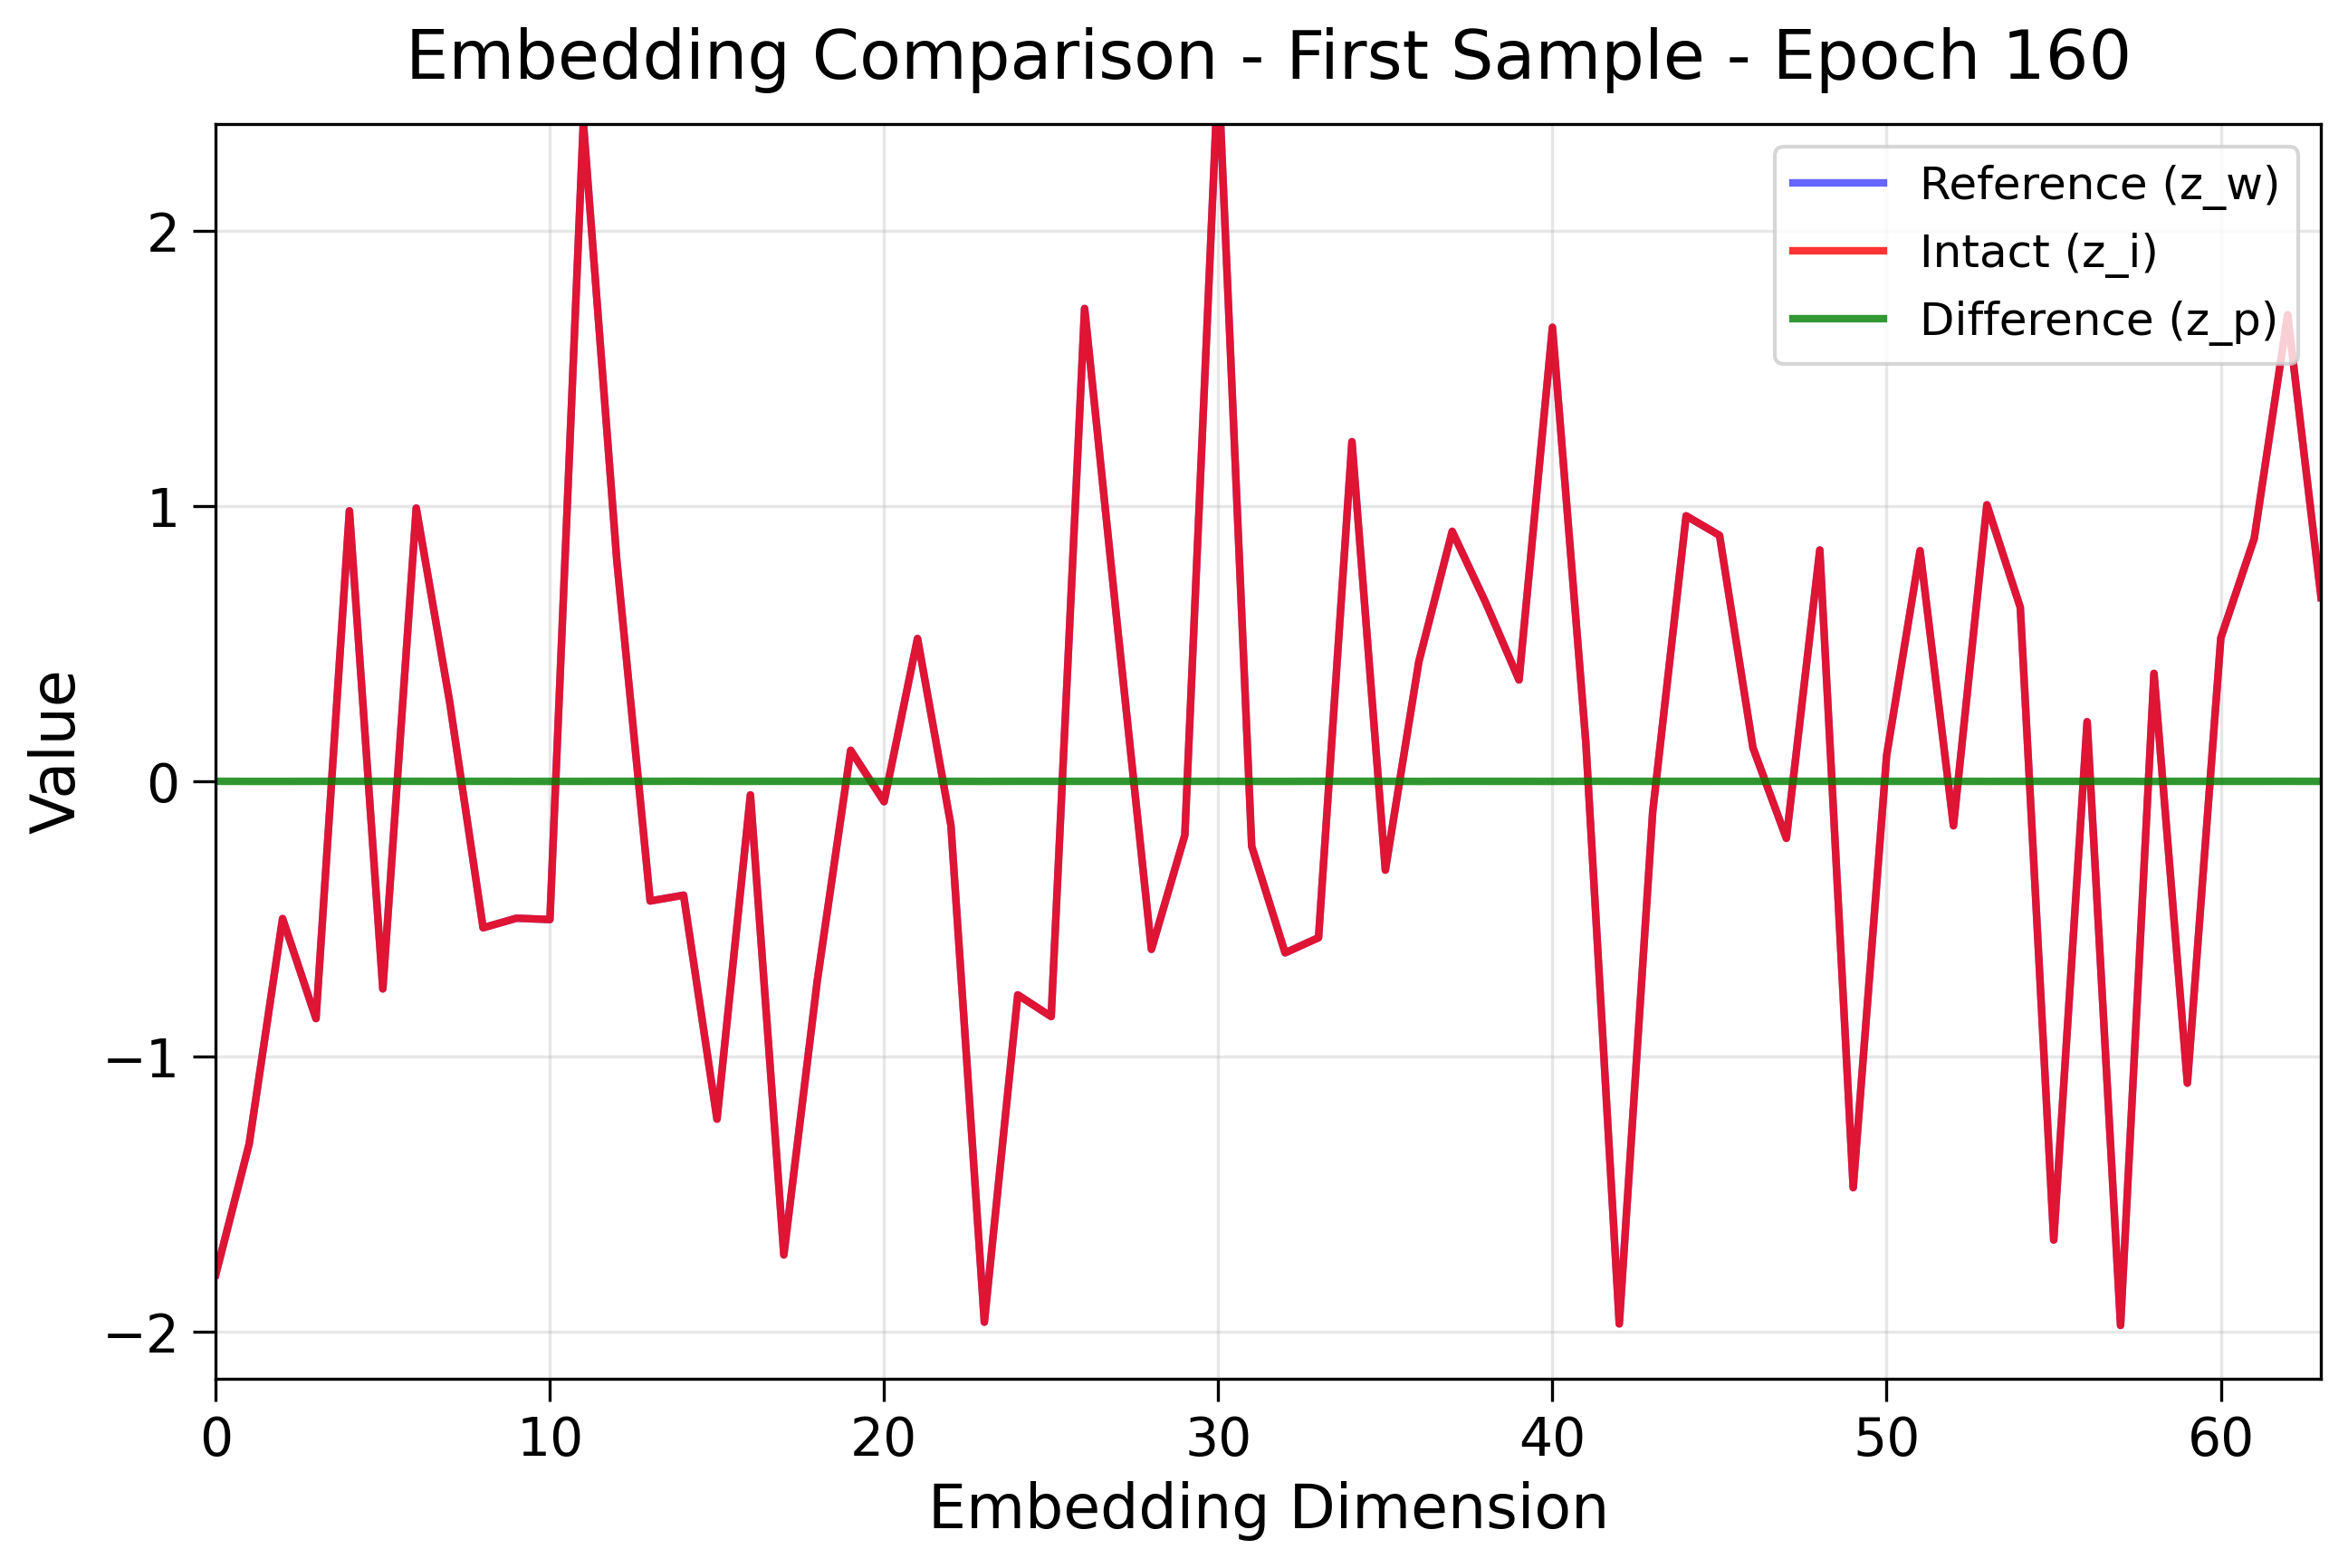 Embedding Comparison - First Sample - Epoch 160
Reference (z_w)
Intact (z_i)
Difference (z_p)
Value
2
1
0
−1
−2
0 10 20 30 40 50 60
Embedding Dimension